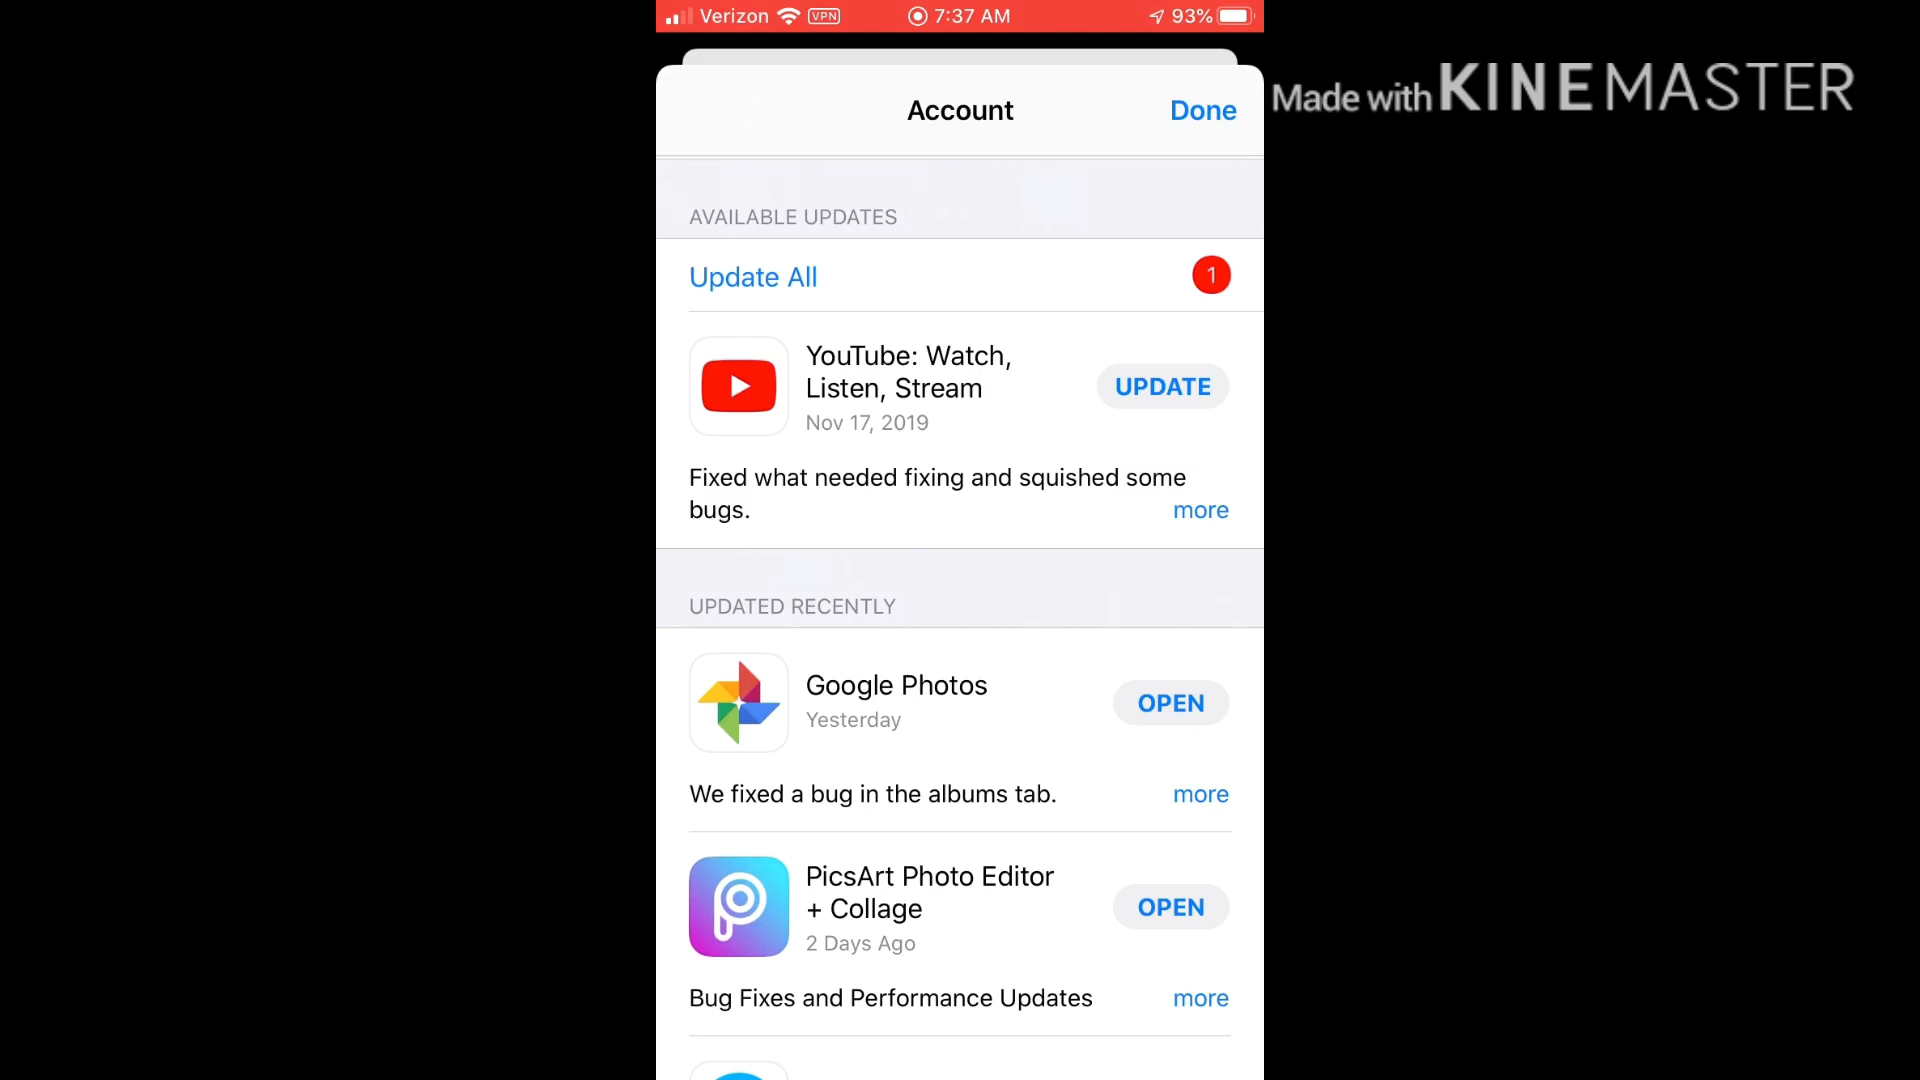 Verizon VPN 7:37 AM 93%
Account Done
Made with KINEMASTER
AVAILABLE UPDATES
Update All 1
YouTube: Watch,
Listen, Stream
UPDATE
Nov 17, 2019
Fixed what needed fixing and squished some
bugs. more
UPDATED RECENTLY
Google Photos
OPEN
Yesterday
We fixed a bug in the albums tab. more
PicsArt Photo Editor
+ Collage
OPEN
2 Days Ago
Bug Fixes and Performance Updates more